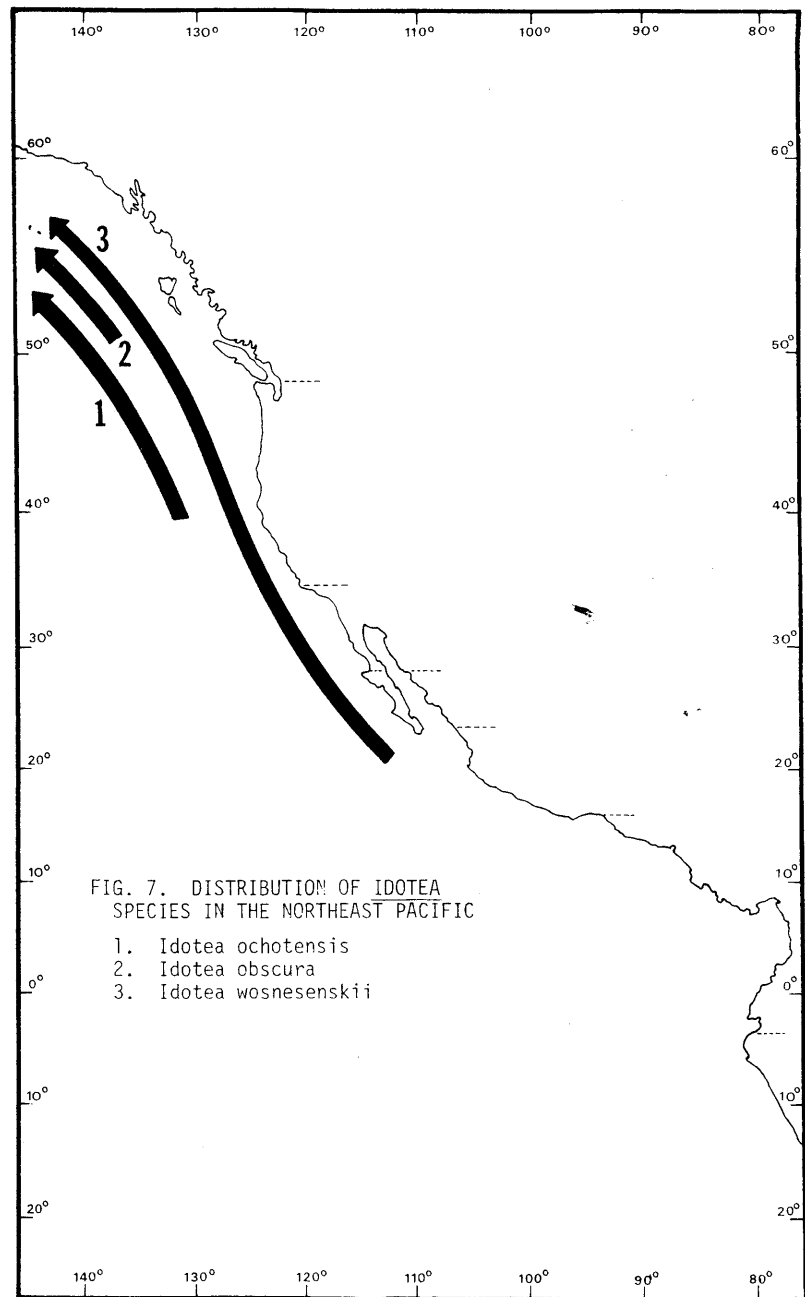 140° 130° 120° 110° 100° 90° 80°
60° 60°
3
2
50° 50°
1
40° 40°
30° 30°
20° 20°
10° 10°
FIG. 7. DISTRIBUTION OF IDOTEA
SPECIES IN THE NORTHEAST PACIFIC
1. Idotea ochotensis
2. Idotea obscura
3. Idotea wosnesenskii
0° 0°
10° 10°
20° 20°
140° 130° 120° 110° 100° 90° 80°